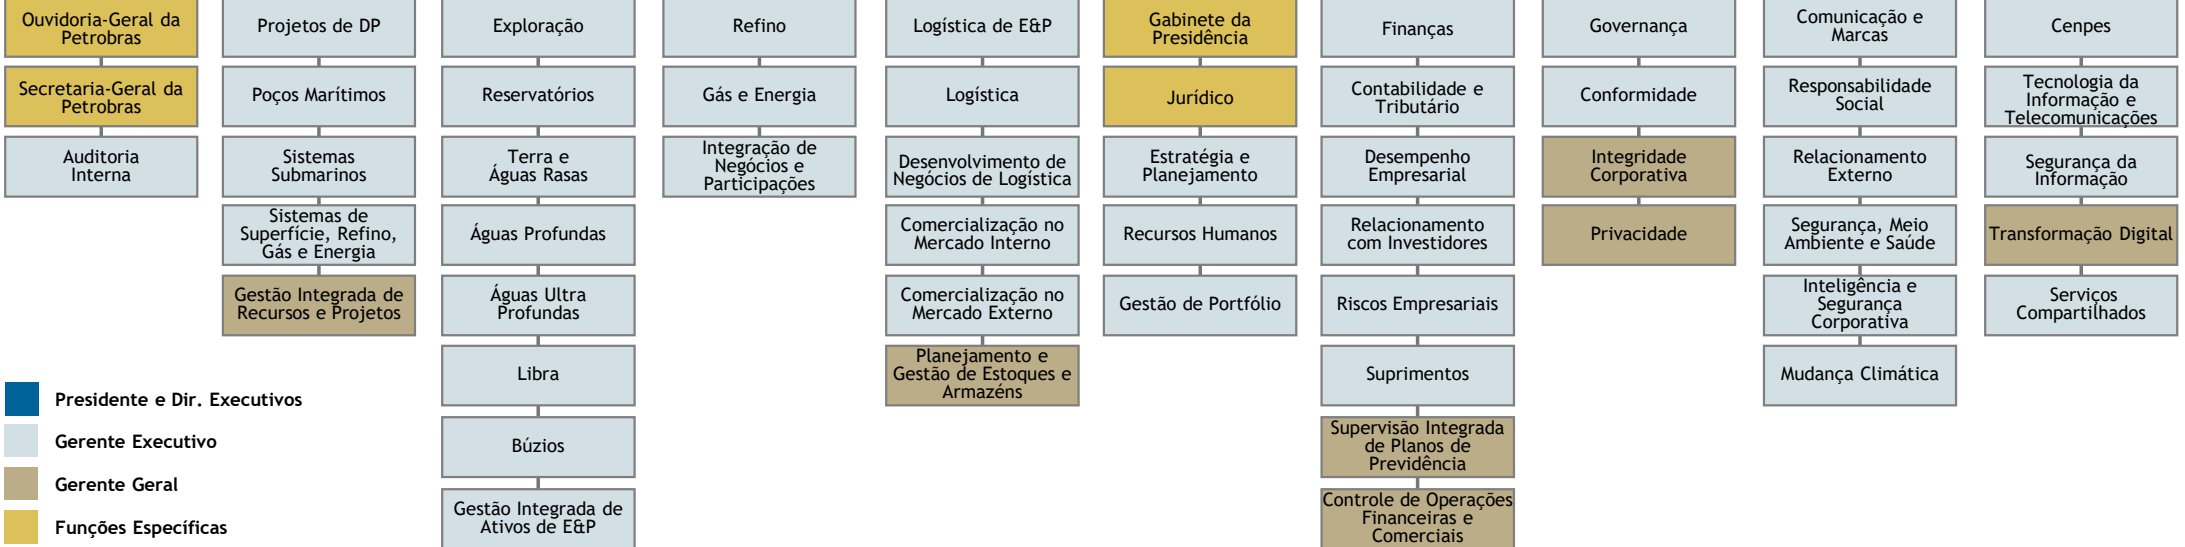 Ouvidoria-Geral da
Petrobras
Secretaria-Geral da
Petrobras
Auditoria
Interna
Projetos de DP
Poços Marítimos
Sistemas
Submarinos
Sistemas de
Superfície, Refino,
Gás e Energia
Gestão Integrada de
Recursos e Projetos
Exploração
Reservatórios
Terra e
Águas Rasas
Águas Profundas
Águas Ultra
Profundas
Libra
Búzios
Gestão Integrada de
Ativos de E&P
Refino
Gás e Energia
Integração de
Negócios e
Participações
Logística de E&P
Logística
Desenvolvimento de
Negócios de Logística
Comercialização no
Mercado Interno
Comercialização no
Mercado Externo
Planejamento e
Gestão de Estoques e
Armazéns
Gabinete da
Presidência
Jurídico
Estratégia e
Planejamento
Recursos Humanos
Gestão de Portfólio
Finanças
Contabilidade e
Tributário
Desempenho
Empresarial
Relacionamento
com Investidores
Riscos Empresariais
Suprimentos
Supervisão Integrada
de Planos de
Previdência
Controle de Operações
Financeiras e
Comerciais
Governança
Conformidade
Integridade
Corporativa
Privacidade
Comunicação e
Marcas
Responsabilidade
Social
Relacionamento
Externo
Segurança, Meio
Ambiente e Saúde
Inteligência e
Segurança
Corporativa
Mudança Climática
Cenpes
Tecnologia da
Informação e
Telecomunicações
Segurança da
Informação
Transformação Digital
Serviços
Compartilhados
Presidente e Dir. Executivos
Gerente Executivo
Gerente Geral
Funções Específicas